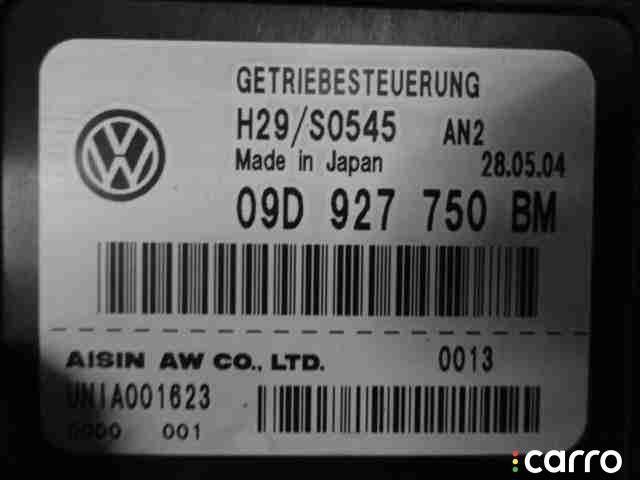 GETRIEBESTEUERUNG
H29/S0545 AN2
Made in Japan 28.05.04
09D 927 750 BM
AISIN AW CO., LTD. 0013
UNIA001623
0000 001
carro